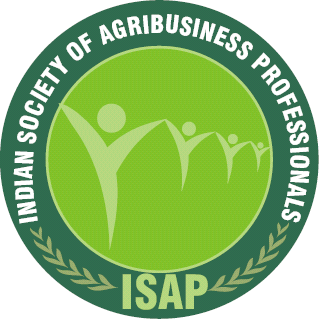 INDIAN SOCIETY OF AGRIBUSINESS PROFESSIONALS
ISAP